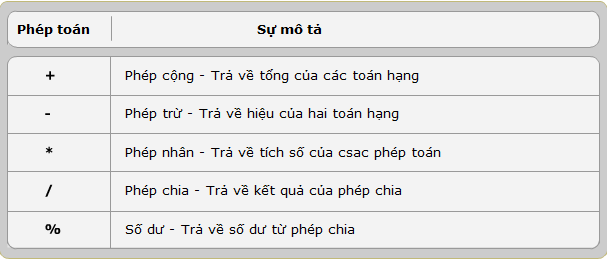 Phép toán Sự mô tả
+ Phép cộng - Trả về tổng của các toán hạng
- Phép trừ - Trả về hiệu của hai toán hạng
* Phép nhân - Trả về tích số của csac phép toán
/ Phép chia - Trả về kết quả của phép chia
% Số dư - Trả về số dư từ phép chia